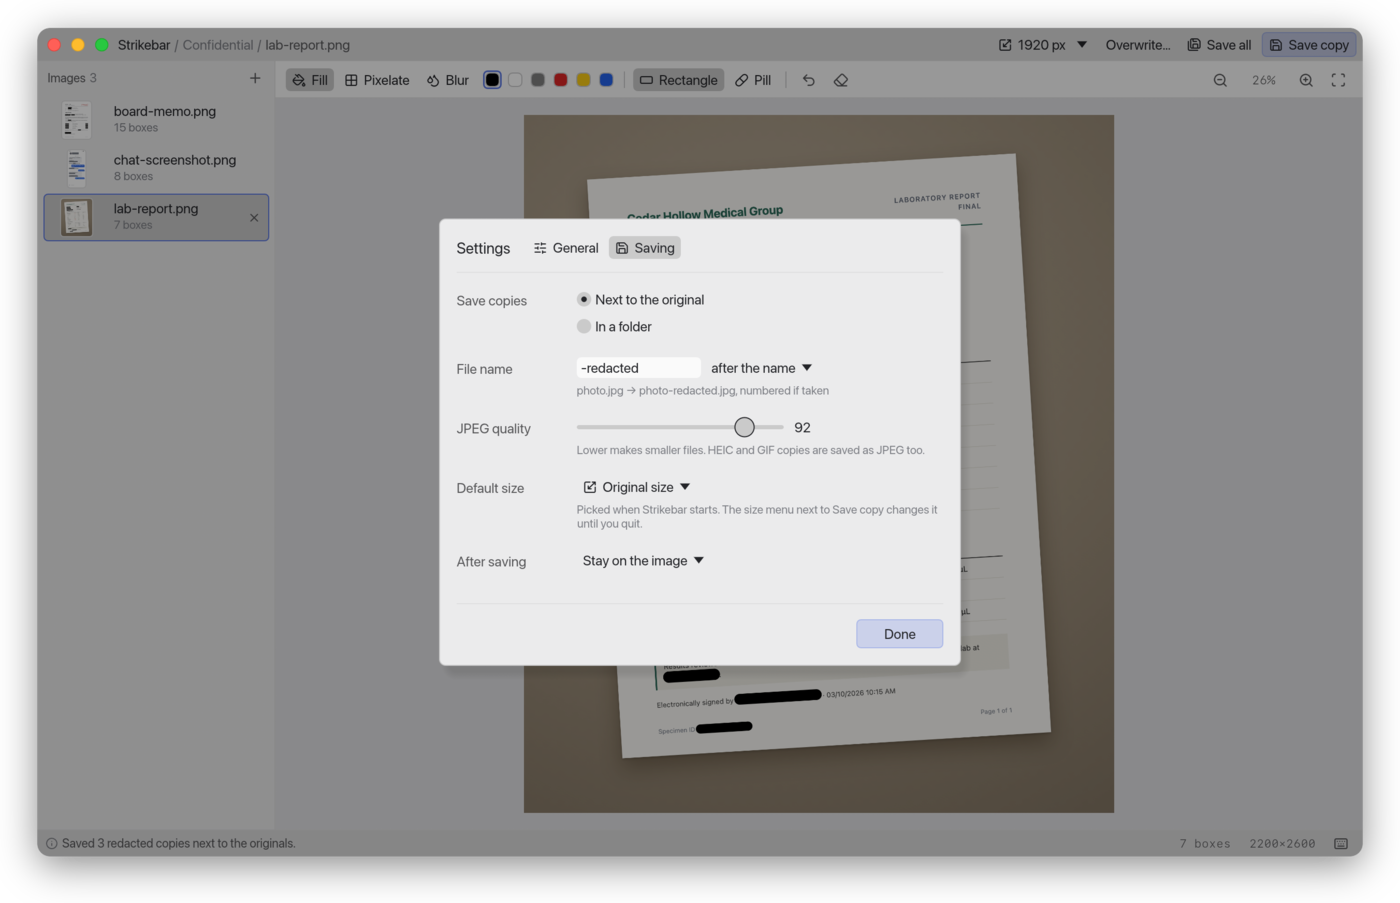 Strikebar / Confidential / lab-report.png
1920 px
Overwrite...
Save all
Save copy
Images 3
Fill
Pixelate
Blur
Rectangle
Pill
26%
board-memo.png
15 boxes
chat-screenshot.png
8 boxes
lab-report.png
7 boxes
Cedar Hollow Medical Group
LABORATORY REPORT
FINAL
Settings
General
Saving
Save copies
Next to the original
In a folder
File name
-redacted
after the name
photo.jpg → photo-redacted.jpg, numbered if taken
JPEG quality
92
Lower makes smaller files. HEIC and GIF copies are saved as JPEG too.
Default size
Original size
Picked when Strikebar starts. The size menu next to Save copy changes it
until you quit.
After saving
Stay on the image
Done
µL
lab at
Electronically signed by
· 03/10/2026 10:15 AM
Specimen ID
Page 1 of 1
Saved 3 redacted copies next to the originals.
7 boxes
2200×2600